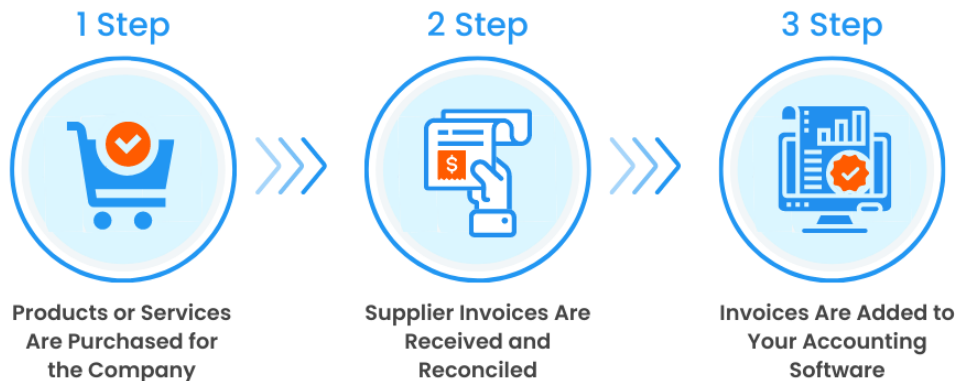 1 Step
2 Step
3 Step
$
Products or Services
Are Purchased for
the Company
Supplier Invoices Are
Received and
Reconciled
Invoices Are Added to
Your Accounting
Software